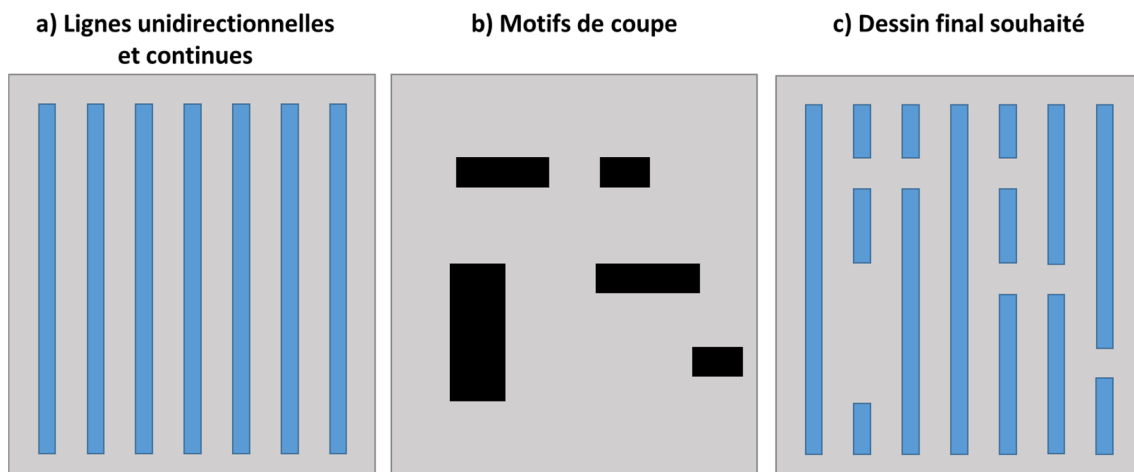 a) Lignes unidirectionnelles
et continues
b) Motifs de coupe
c) Dessin final souhaité